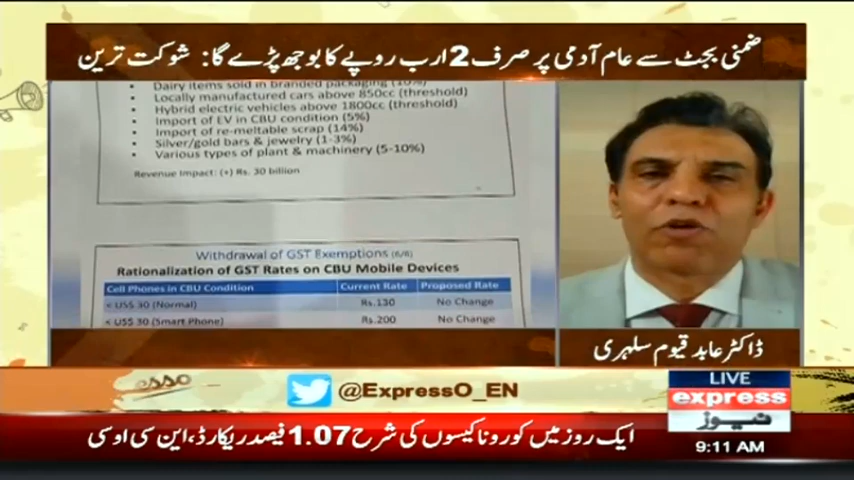 ضمنی بجٹ سے عام آدمی پر صرف 2 ارب روپے کا بوجھ پڑے گا: شوکت ترین
Dairy items sold in branded packaging (10%)
Locally manufactured cars above 850cc (threshold)
Hybrid electric vehicles above 1800cc (threshold)
Import of EV in CBU condition (5%)
Import of re-meltable scrap (14%)
Silver/gold bars & jewelry (1-3%)
Various types of plant & machinery (5-10%)
Revenue Impact: (+) Rs. 30 billion
Withdrawal of GST Exemptions (6/8)
Rationalization of GST Rates on CBU Mobile Devices
Cell Phones in CBU Condition Current Rate Proposed Rate
< US$ 30 (Normal) Rs.130 No Change
< US$ 30 (Smart Phone) Rs.200 No Change
ڈاکٹر عابد قیوم سلہری
esso
@ExpressO_EN
LIVE
express
نیوز
9:11 AM
ایک روز میں کورونا کیسوں کی شرح 1.07 فیصد ریکارڈ، این سی او سی